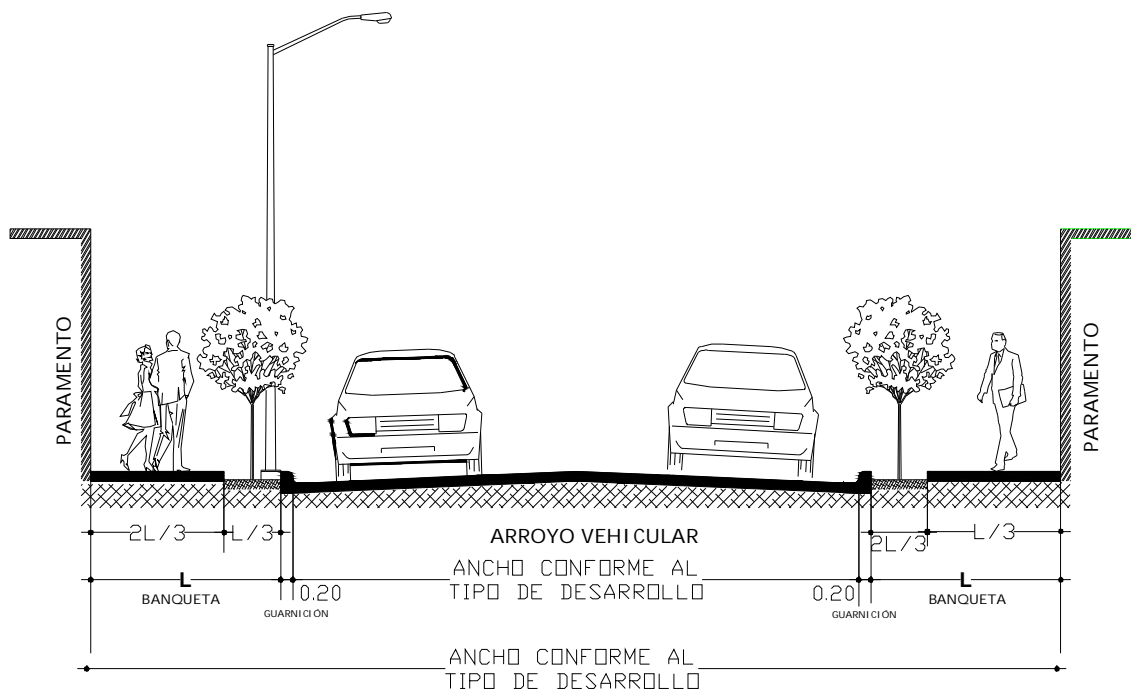 PARAMENTO
PARAMENTO
2L/3
L/3
ARROYO VEHICULAR
2L/3
L/3
L
BANQUETA
0.20
GUARNICIÓN
ANCHO CONFORME AL
TIPO DE DESARROLLO
0.20
GUARNICIÓN
L
BANQUETA
ANCHO CONFORME AL
TIPO DE DESARROLLO